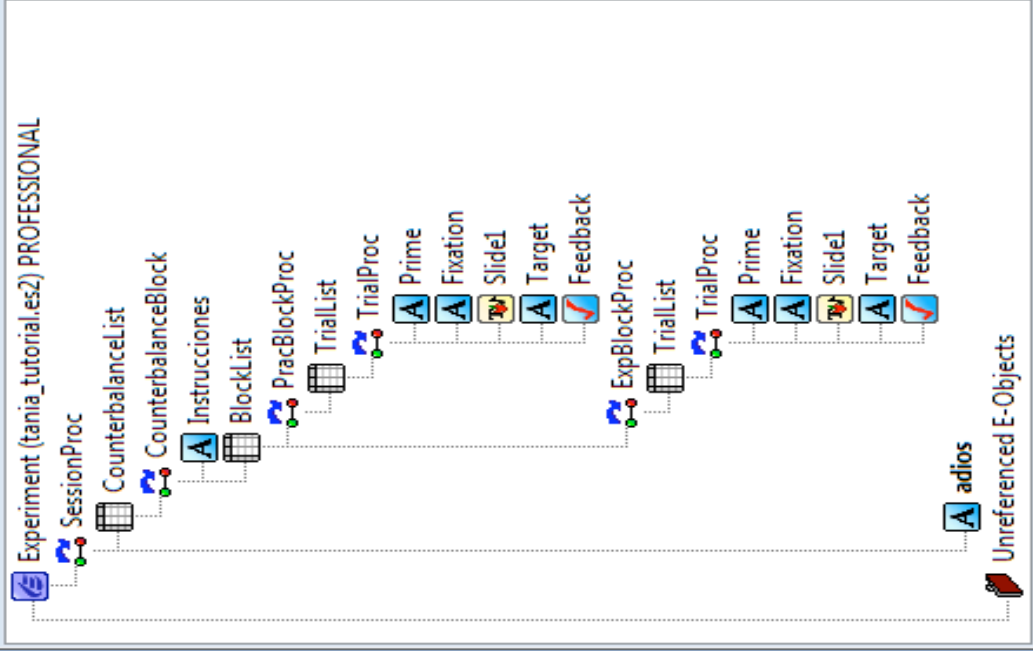 Experiment (tania_tutorial.es2) PROFESSIONAL
SessionProc
CounterbalanceList
CounterbalanceBlock
Instrucciones
BlockList
PracBlockProc
TrialList
TrialProc
Prime
Fixation
Slide1
Target
Feedback
ExpBlockProc
TrialList
TrialProc
Prime
Fixation
Slide1
Target
Feedback
adios
Unreferenced E-Objects